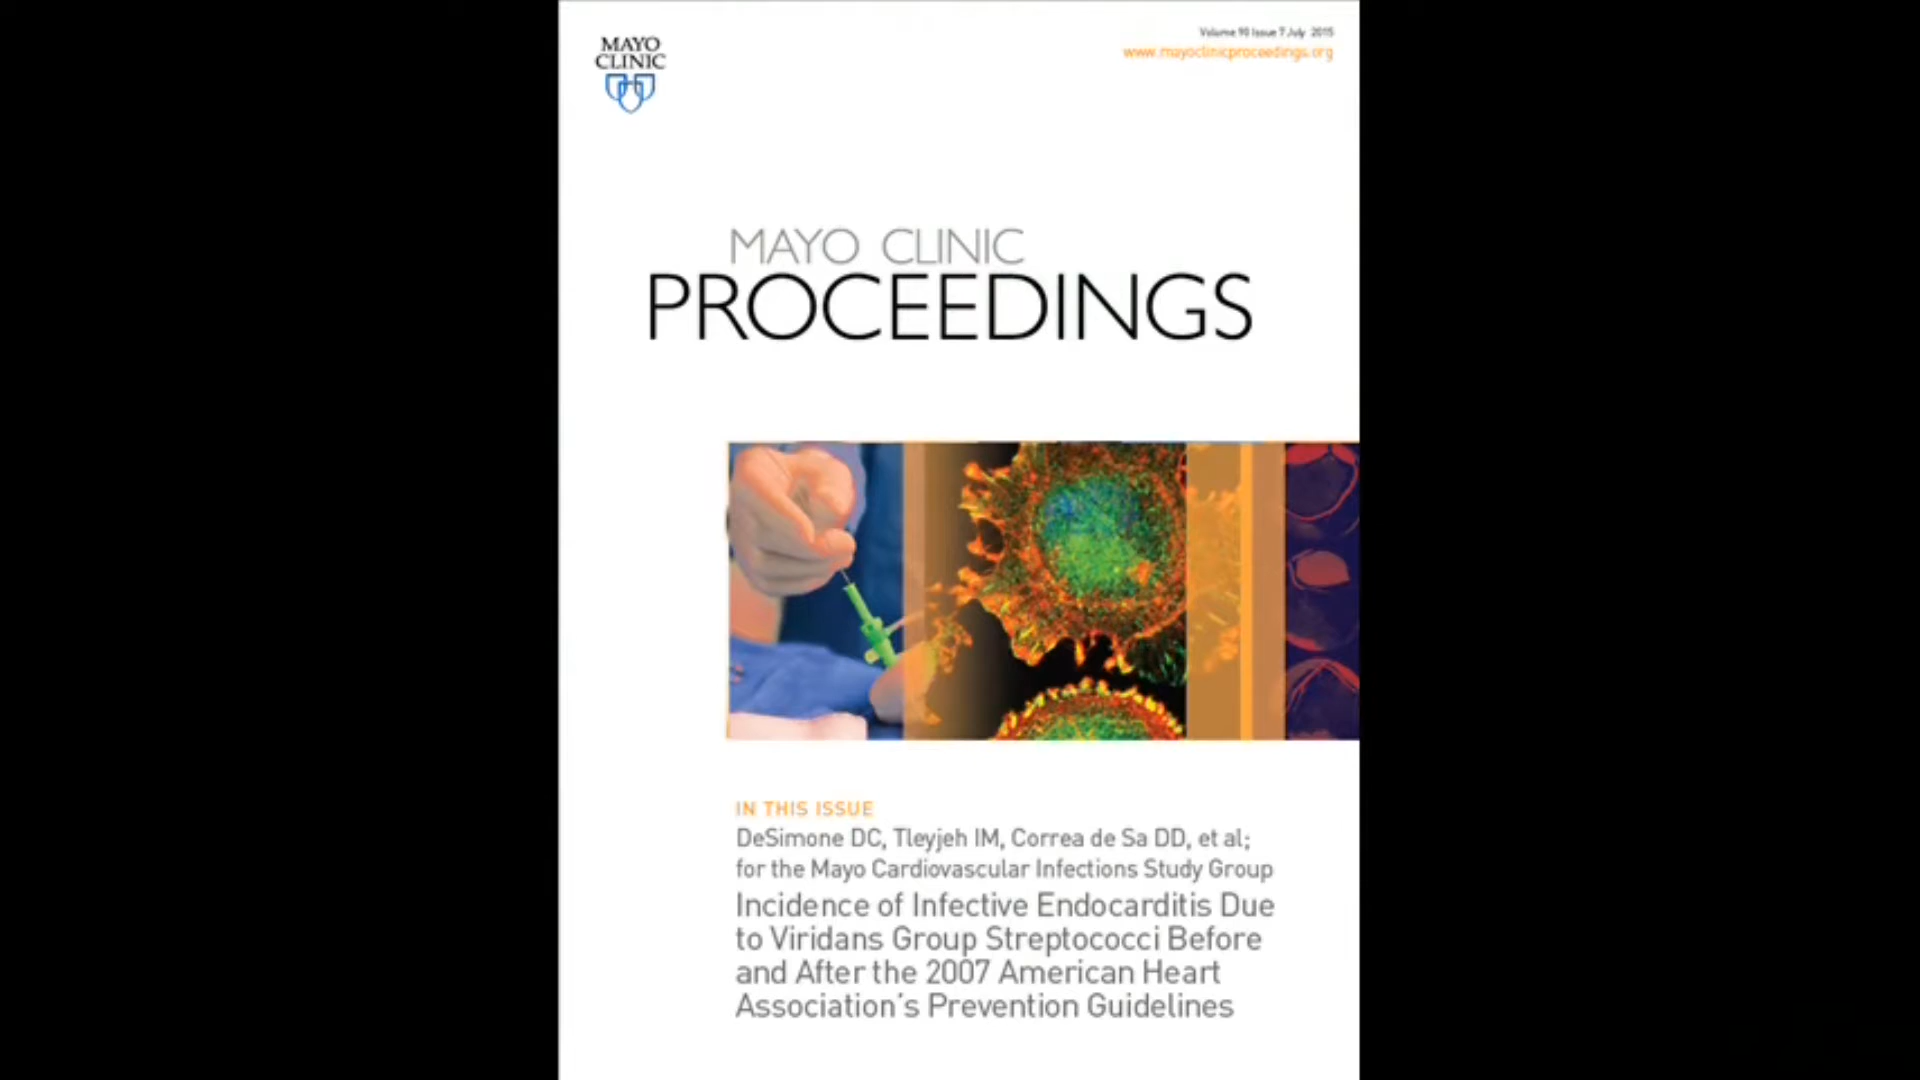 MAYO
CLINIC
Volume 90 Issue 7 July 2015
www.mayoclinicproceedings.org
MAYO CLINIC
PROCEEDINGS
IN THIS ISSUE
DeSimone DC, Tleyjeh IM, Correa de Sa DD, et al;
for the Mayo Cardiovascular Infections Study Group
Incidence of Infective Endocarditis Due
to Viridans Group Streptococci Before
and After the 2007 American Heart
Association's Prevention Guidelines